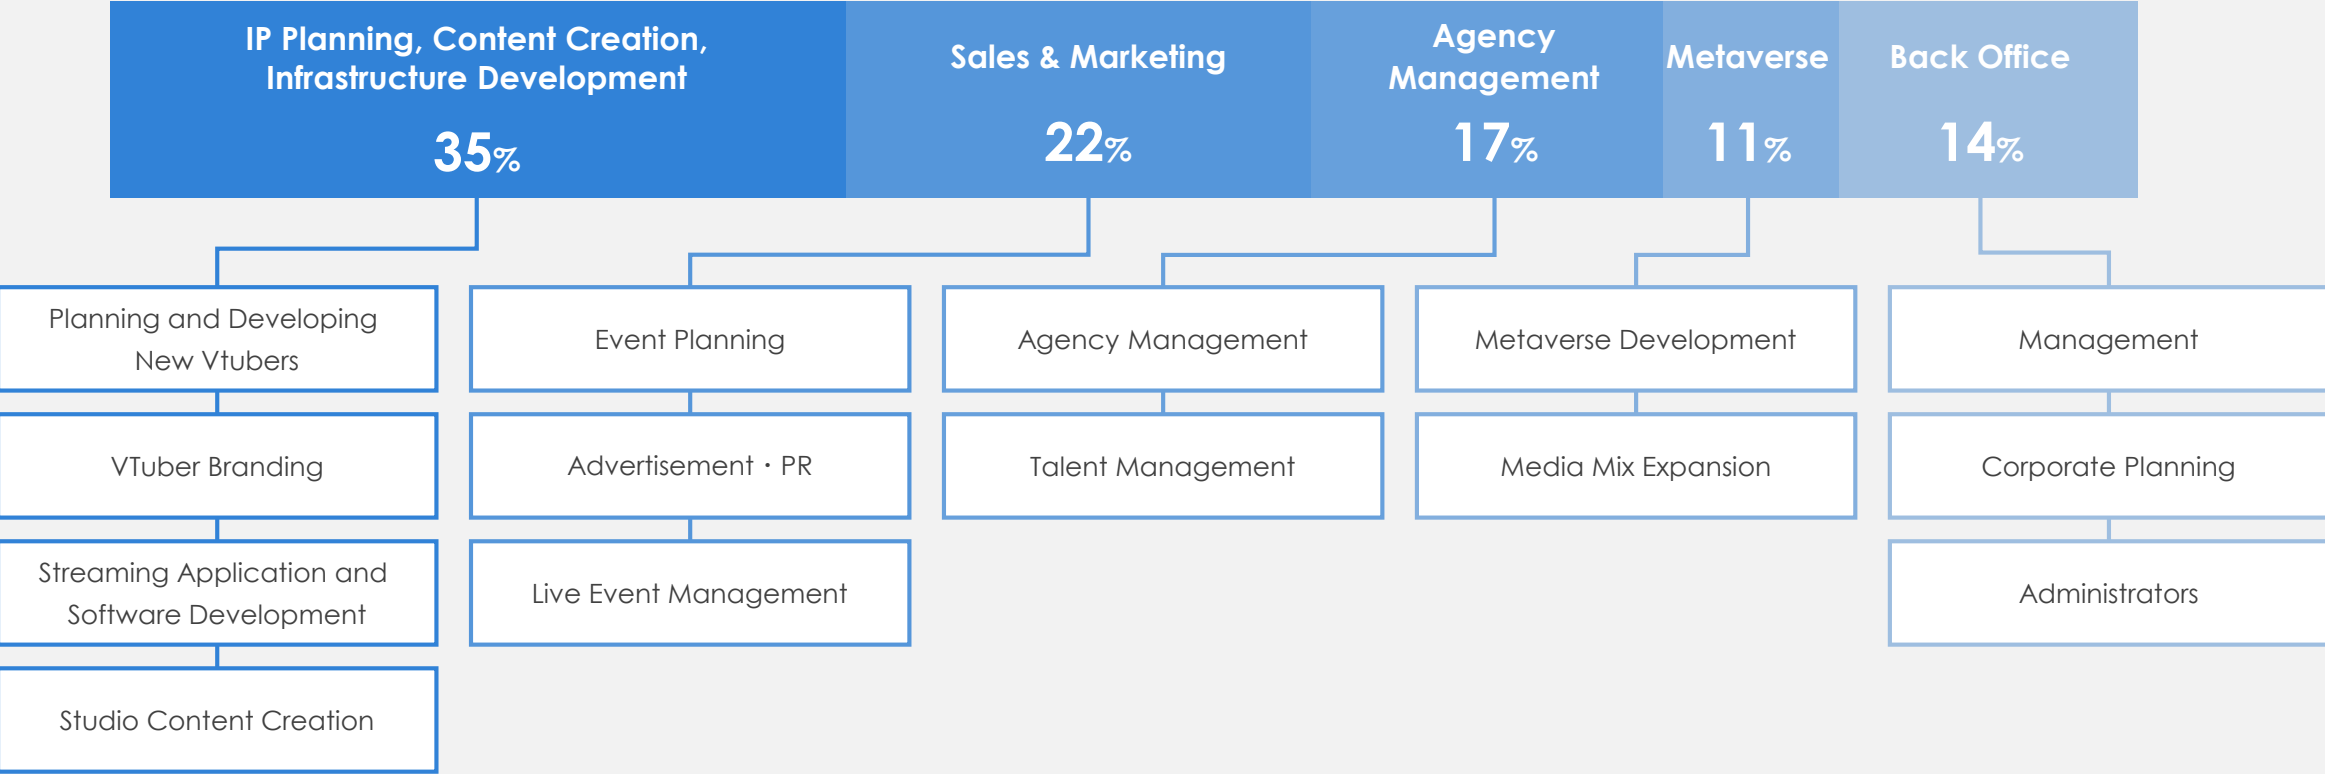 IP Planning, Content Creation,
Infrastructure Development
35%
Sales & Marketing
22%
Agency
Management
17%
Metaverse
11%
Back Office
14%
Planning and Developing
New Vtubers
VTuber Branding
Streaming Application and
Software Development
Studio Content Creation
Event Planning
Advertisement・PR
Live Event Management
Agency Management
Talent Management
Metaverse Development
Media Mix Expansion
Management
Corporate Planning
Administrators